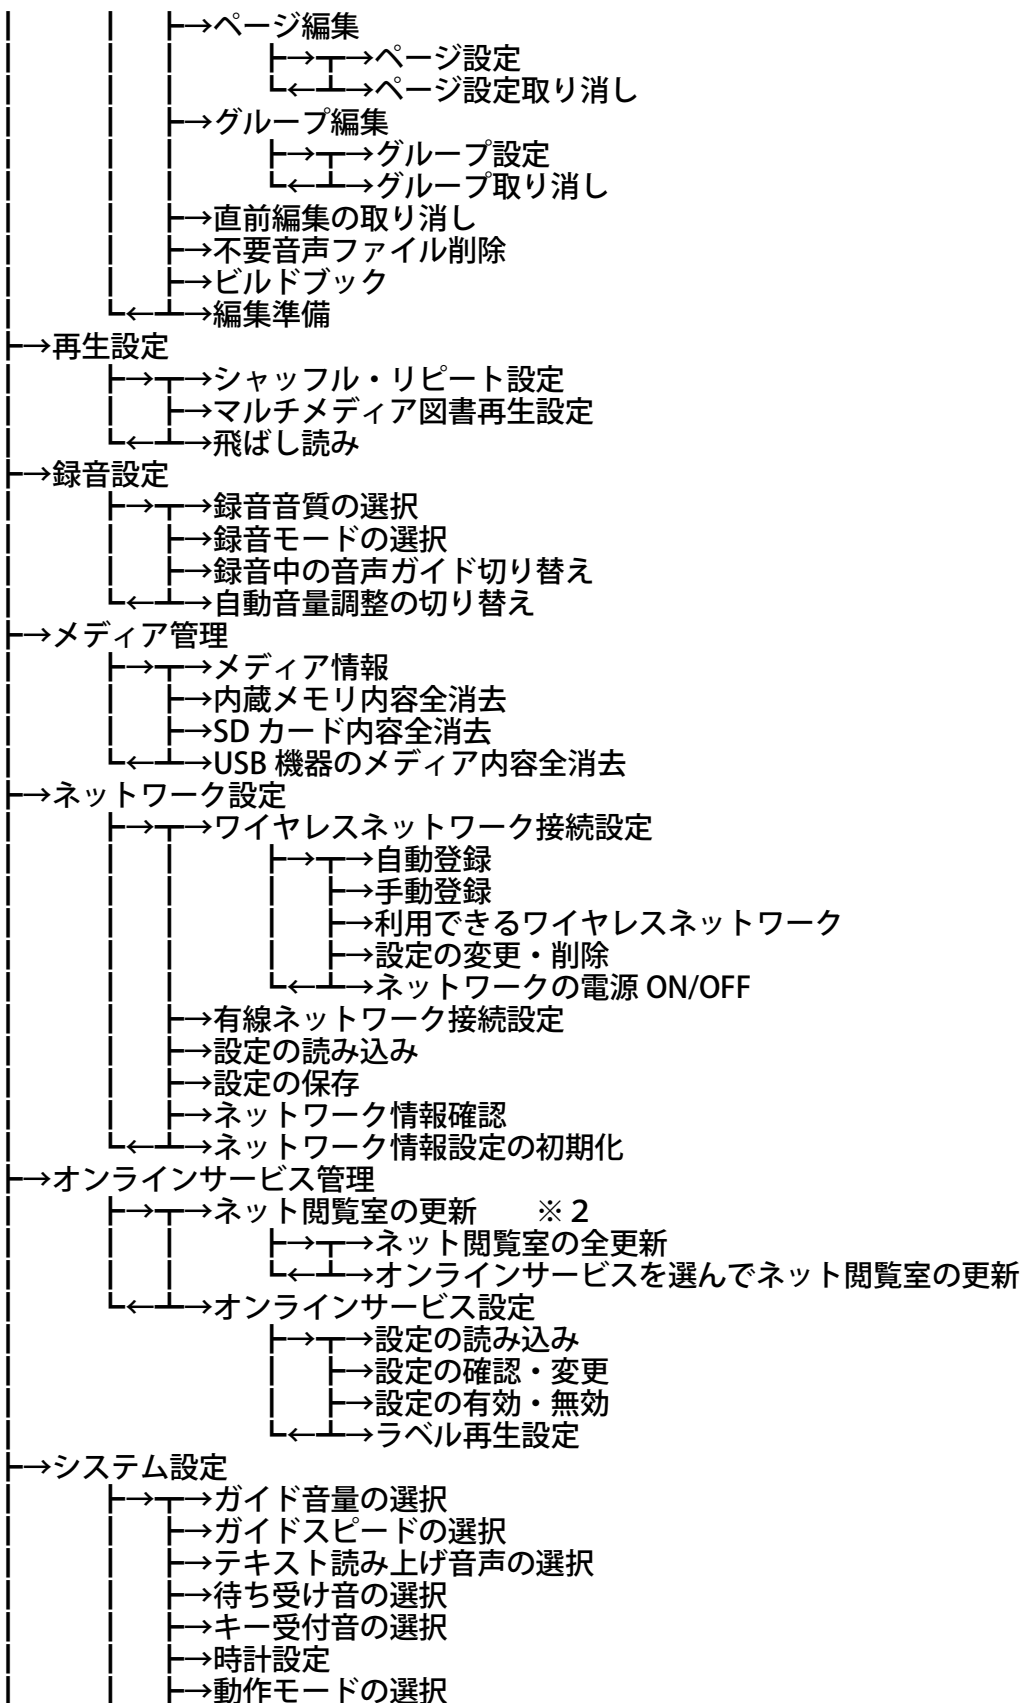 ページ編集
ページ設定
ページ設定取り消し
グループ編集
グループ設定
グループ取り消し
直前編集の取り消し
不要音声ファイル削除
ビルドブック
編集準備
再生設定
シャッフル・リピート設定
マルチメディア図書再生設定
飛ばし読み
録音設定
録音音質の選択
録音モードの選択
録音中の音声ガイド切り替え
自動音量調整の切り替え
メディア管理
メディア情報
内蔵メモリ内容全消去
SD カード内容全消去
USB 機器のメディア内容全消去
ネットワーク設定
ワイヤレスネットワーク接続設定
自動登録
手動登録
利用できるワイヤレスネットワーク
設定の変更・削除
ネットワークの電源 ON/OFF
有線ネットワーク接続設定
設定の読み込み
設定の保存
ネットワーク情報確認
ネットワーク情報設定の初期化
オンラインサービス管理
ネット閲覧室の更新　　※２
ネット閲覧室の全更新
オンラインサービスを選んでネット閲覧室の更新
オンラインサービス設定
設定の読み込み
設定の確認・変更
設定の有効・無効
ラベル再生設定
システム設定
ガイド音量の選択
ガイドスピードの選択
テキスト読み上げ音声の選択
待ち受け音の選択
キー受付音の選択
時計設定
動作モードの選択